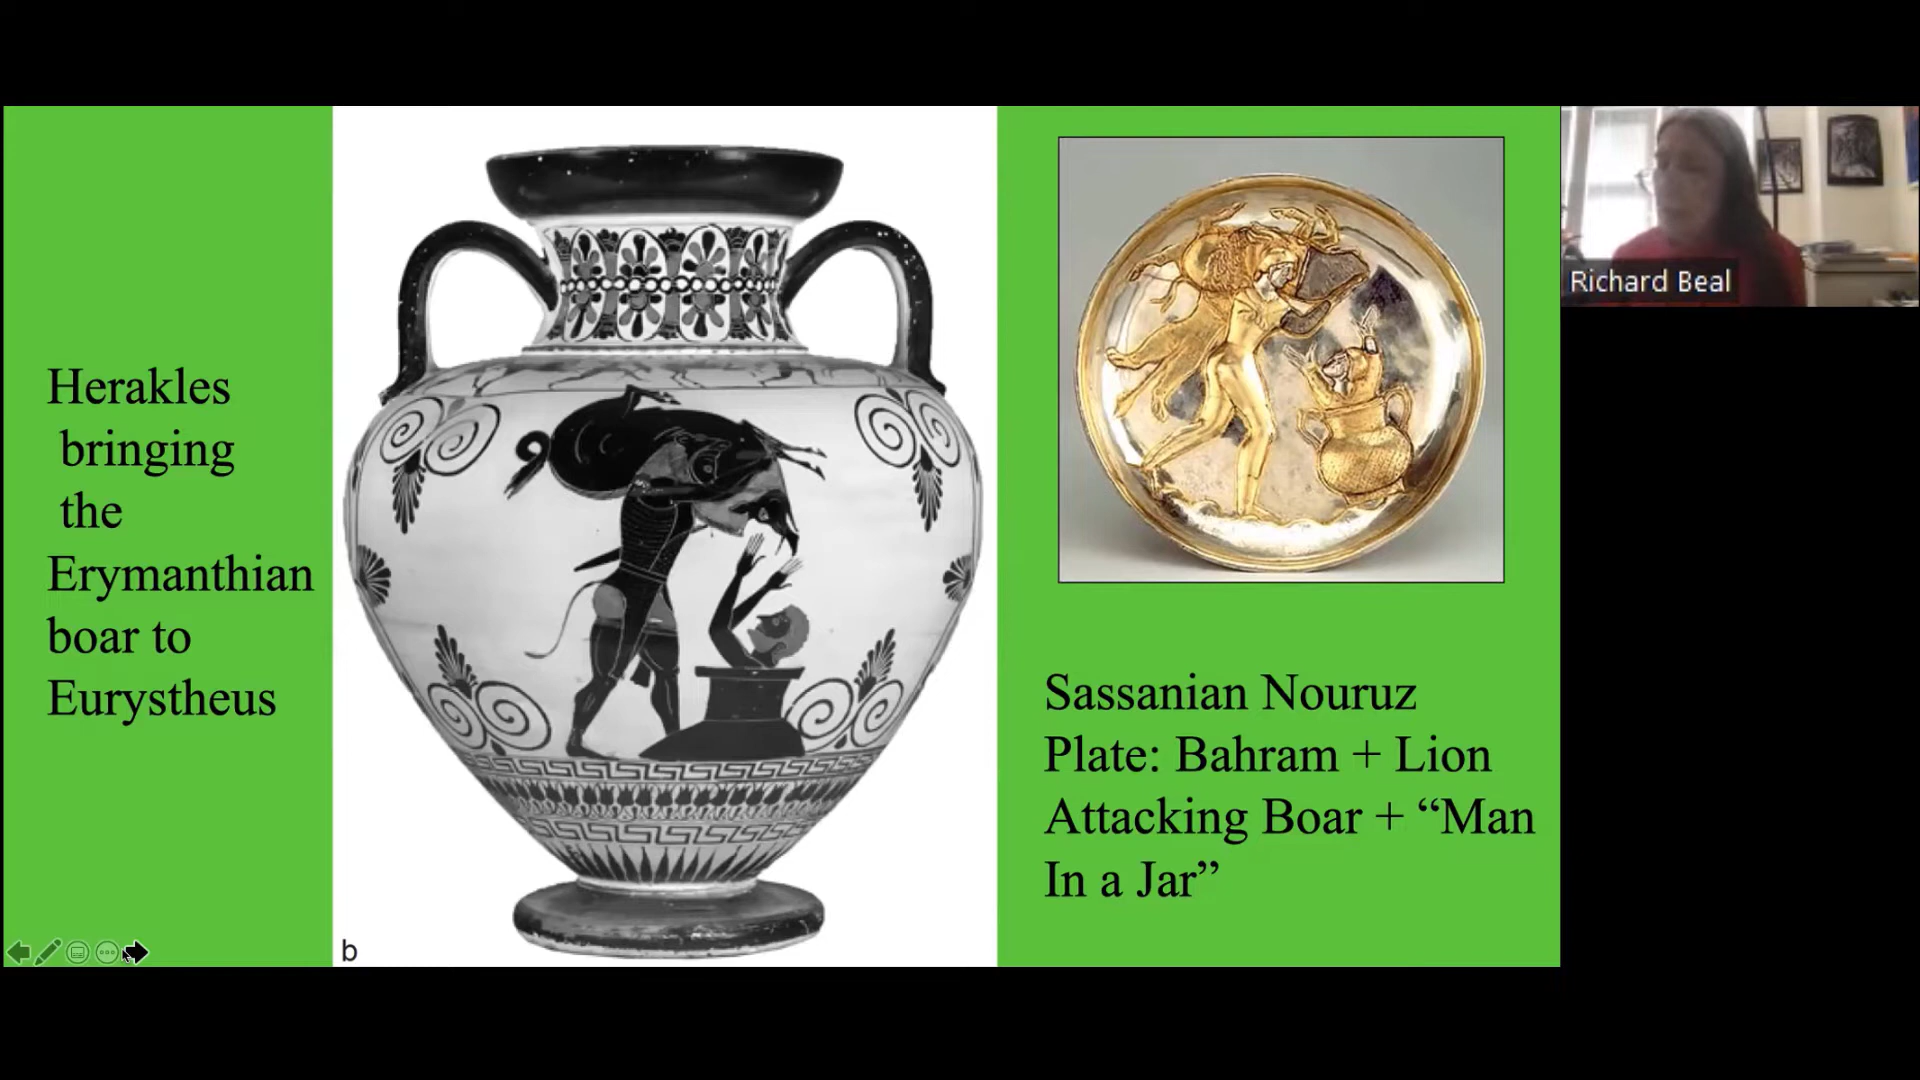 Herakles
bringing
the
Erymanthian
boar to
Eurystheus
b
Sassanian Nouruz
Plate: Bahram + Lion
Attacking Boar + “Man
In a Jar”
Richard Beal